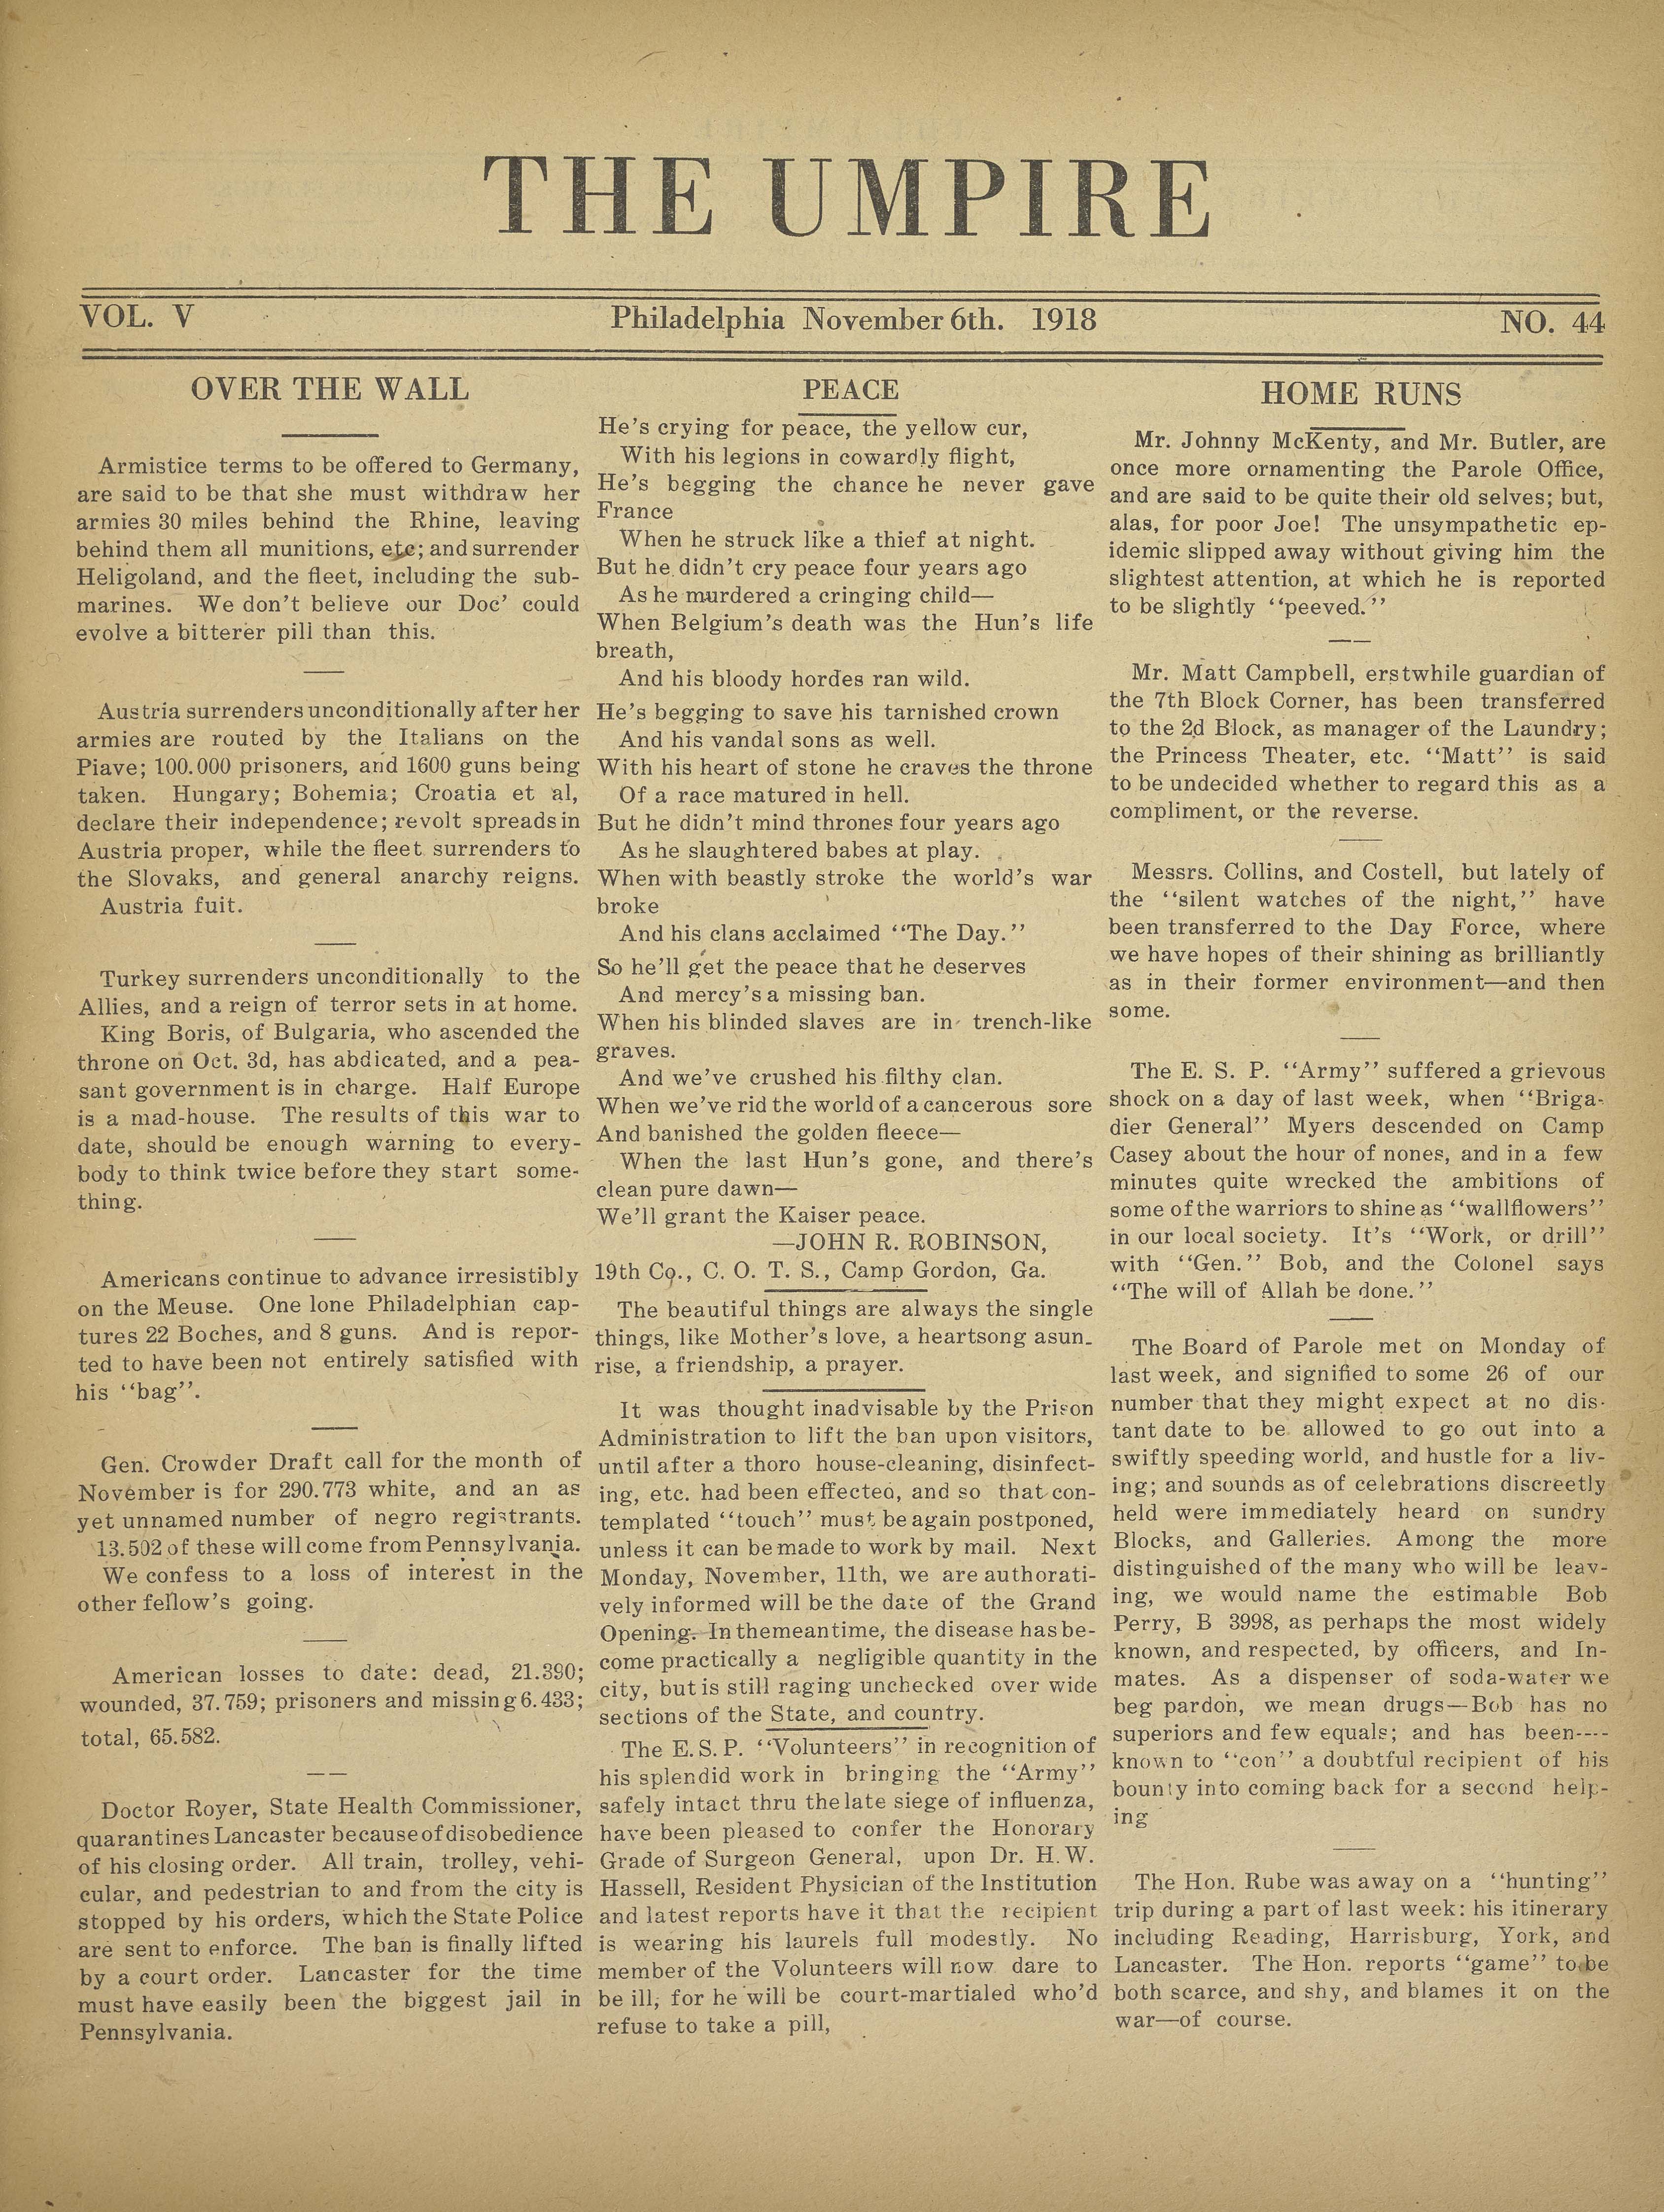 THE UMPIRE
VOL. V Philadelphia November 6th. 1918 NO. 44
OVER THE WALL
Armistice terms to be offered to Germany,
are said to be that she must withdraw her
armies 30 miles behind the Rhine, leaving
behind them all munitions, etc; and surrender
Heligoland, and the fleet, including the sub-
marines. We don't believe our Doc' could
evolve a bitterer pill than this.
Austria surrenders unconditionally after her
armies are routed by the Italians on the
Piave; 100.000 prisoners, and 1600 guns being
taken. Hungary; Bohemia; Croatia et al,
declare their independence; revolt spreads in
Austria proper, while the fleet surrenders to
the Slovaks, and general anarchy reigns.
Austria fuit.
Turkey surrenders unconditionally to the
Allies, and a reign of terror sets in at home.
King Boris, of Bulgaria, who ascended the
throne on Oct. 3d, has abdicated, and a pea-
sant government is in charge. Half Europe
is a mad-house. The results of this war to
date, should be enough warning to every-
body to think twice before they start some-
thing.
Americans continue to advance irresistibly
on the Meuse. One lone Philadelphian cap-
tures 22 Boches, and 8 guns. And is repor-
ted to have been not entirely satisfied with
his ‘‘bag’’.
Gen. Crowder Draft call for the month of
November is for 290.773 white, and an as
yet unnamed number of negro registrants.
13.502 of these will come from Pennsylvania.
We confess to a loss of interest in the
other fellow's going.
American losses to date: dead, 21.390;
wounded, 37.759; prisoners and missing 6.433;
total, 65.582.
Doctor Royer, State Health Commissioner,
quarantines Lancaster because of disobedience
of his closing order. All train, trolley, vehi-
cular, and pedestrian to and from the city is
stopped by his orders, which the State Police
are sent to enforce. The ban is finally lifted
by a court order. Lancaster for the time
must have easily been the biggest jail in
Pennsylvania.
PEACE
He's crying for peace, the yellow cur,
With his legions in cowardly flight,
He's begging the chance he never gave
France
When he struck like a thief at night.
But he didn't cry peace four years ago
As he murdered a cringing child—
When Belgium's death was the Hun's life
breath,
And his bloody hordes ran wild.
He's begging to save his tarnished crown
And his vandal sons as well.
With his heart of stone he craves the throne
Of a race matured in hell.
But he didn't mind thrones four years ago
As he slaughtered babes at play.
When with beastly stroke the world's war
broke
And his clans acclaimed ‘‘The Day.’’
So he'll get the peace that he deserves
And mercy's a missing ban.
When his blinded slaves are in trench-like
graves.
And we've crushed his filthy clan.
When we've rid the world of a cancerous sore
And banished the golden fleece—
When the last Hun's gone, and there's
clean pure dawn—
We'll grant the Kaiser peace.
—JOHN R. ROBINSON,
19th Co., C. O. T. S., Camp Gordon, Ga.
The beautiful things are always the single
things, like Mother's love, a heartsong asun-
rise, a friendship, a prayer.
It was thought inadvisable by the Prison
Administration to lift the ban upon visitors,
until after a thoro house-cleaning, disinfect-
ing, etc. had been effected, and so that con-
templated ‘‘touch’’ must be again postponed,
unless it can be made to work by mail. Next
Monday, November, 11th, we are authorati-
vely informed will be the date of the Grand
Opening. In themeantime, the disease has be-
come practically a negligible quantity in the
city, but is still raging unchecked over wide
sections of the State, and country.
The E. S. P. ‘‘Volunteers’’ in recognition of
his splendid work in bringing the ‘‘Army’’
safely intact thru the late siege of influenza,
have been pleased to confer the Honorary
Grade of Surgeon General, upon Dr. H. W.
Hassell, Resident Physician of the Institution
and latest reports have it that the recipient
is wearing his laurels full modestly. No
member of the Volunteers will now dare to
be ill, for he will be court-martialed who'd
refuse to take a pill,
HOME RUNS
Mr. Johnny McKenty, and Mr. Butler, are
once more ornamenting the Parole Office,
and are said to be quite their old selves; but,
alas, for poor Joe! The unsympathetic ep-
idemic slipped away without giving him the
slightest attention, at which he is reported
to be slightly ‘‘peeved.’’
Mr. Matt Campbell, erstwhile guardian of
the 7th Block Corner, has been transferred
to the 2d Block, as manager of the Laundry;
the Princess Theater, etc. ‘‘Matt’’ is said
to be undecided whether to regard this as a
compliment, or the reverse.
Messrs. Collins, and Costell, but lately of
the ‘‘silent watches of the night,’’ have
been transferred to the Day Force, where
we have hopes of their shining as brilliantly
as in their former environment—and then
some.
The E. S. P. ‘‘Army’’ suffered a grievous
shock on a day of last week, when ‘‘Briga-
dier General’’ Myers descended on Camp
Casey about the hour of nones, and in a few
minutes quite wrecked the ambitions of
some of the warriors to shine as ‘‘wallflowers’’
in our local society. It's ‘‘Work, or drill’’
with ‘‘Gen.’’ Bob, and the Colonel says
‘‘The will of Allah be done.’’
The Board of Parole met on Monday of
last week, and signified to some 26 of our
number that they might expect at no dis-
tant date to be allowed to go out into a
swiftly speeding world, and hustle for a liv-
ing; and sounds as of celebrations discreetly
held were immediately heard on sundry
Blocks, and Galleries. Among the more
distinguished of the many who will be leav-
ing, we would name the estimable Bob
Perry, B 3998, as perhaps the most widely
known, and respected, by officers, and In-
mates. As a dispenser of soda-water we
beg pardon, we mean drugs—Bob has no
superiors and few equals; and has been----
known to ‘‘con’’ a doubtful recipient of his
bounty into coming back for a second help-
ing
The Hon. Rube was away on a ‘‘hunting’’
trip during a part of last week: his itinerary
including Reading, Harrisburg, York, and
Lancaster. The Hon. reports ‘‘game’’ to be
both scarce, and shy, and blames it on the
war—of course.